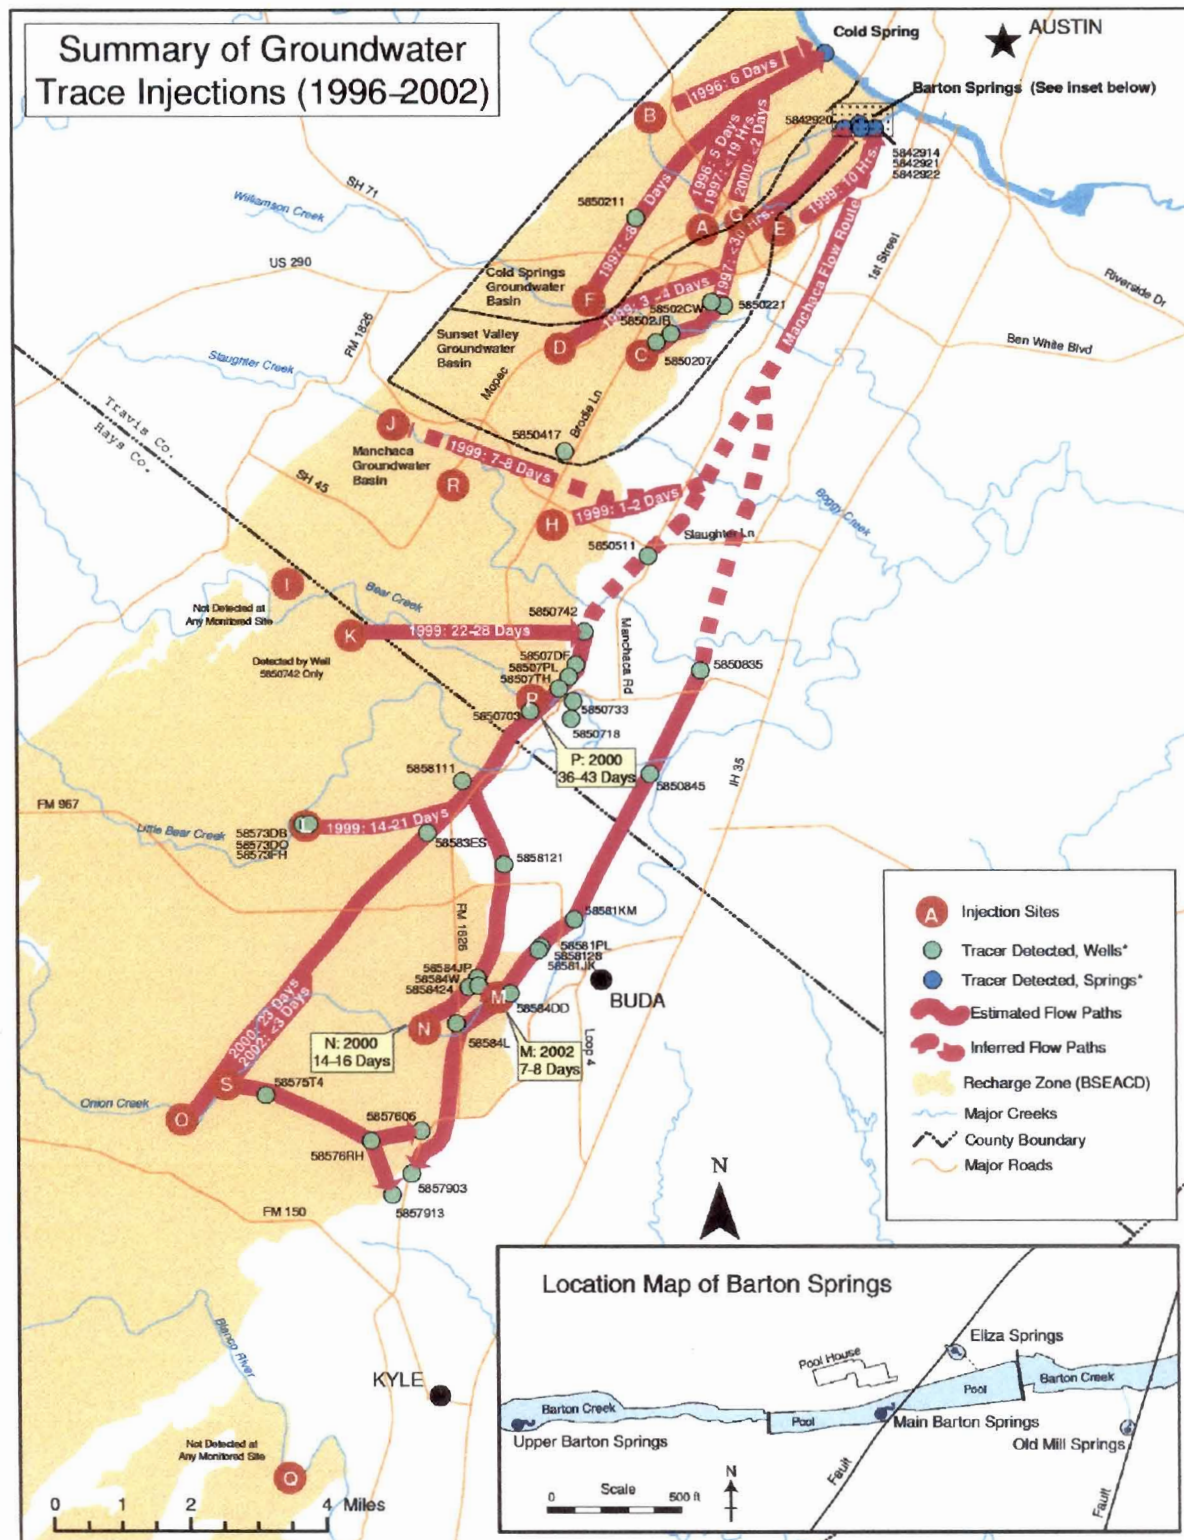 Summary of Groundwater
Trace Injections (1996–2002)
Cold Spring
AUSTIN
Barton Springs (See inset below)
B
1996: 6 Days
5842920
5842914
5842921
5842922
1996: 5 Days
1997: <19 Hrs.
2000: <2 Days
1999: 10 Hrs.
SH 71
Williamson Creek
5850211
1997: <8 Days
A
G
E
1997: <30 Hrs.
Manchaca Flow Route
1st Street
US 290
Riverside Dr
Cold Springs
Groundwater
Basin
F
1999: 3–4 Days
58502CW
5850221
58502JB
FM 1826
Sunset Valley
Groundwater
Basin
D
C
5850207
Ben White Blvd
Slaughter Creek
Mopac
Brodie Ln
Travis Co.
Hays Co.
J
5850417
Manchaca
Groundwater
Basin
1999: 7–8 Days
SH 45
R
H
1999: 1–2 Days
Boggy Creek
Slaughter Ln
5850511
I
Not Detected at
Any Monitored Site
Bear Creek
5850742
K
1999: 22–28 Days
Manchaca Rd
Detected by Well
5850742 Only
58507DF
58507PL
58507TH
5850835
P
5850703
5850733
5850718
P: 2000
36–43 Days
5858111
5850845
IH 35
FM 967
Little Bear Creek
L
1999: 14–21 Days
58573DB
58573DO
58573FH
58583ES
5858121
FM 1626
58581KM
58581PL
5858128
58581JK
BUDA
58584JP
58584W
5858424
M
58584DD
2000: 23 Days
2002: <3 Days
N
58584L
N: 2000
14–16 Days
M: 2002
7–8 Days
Loop 4
S
58575T4
Onion Creek
O
5857606
58576RH
5857903
5857913
FM 150
N
Blanco River
KYLE
Not Detected at
Any Monitored Site
Q
0 1 2 4 Miles
A Injection Sites
Tracer Detected, Wells*
Tracer Detected, Springs*
Estimated Flow Paths
Inferred Flow Paths
Recharge Zone (BSEACD)
Major Creeks
County Boundary
Major Roads
Location Map of Barton Springs
Eliza Springs
Pool House
Barton Creek
Pool
Barton Creek
Pool
Main Barton Springs
Upper Barton Springs
Old Mill Springs
Fault
Fault
N
Scale
0 500 ft